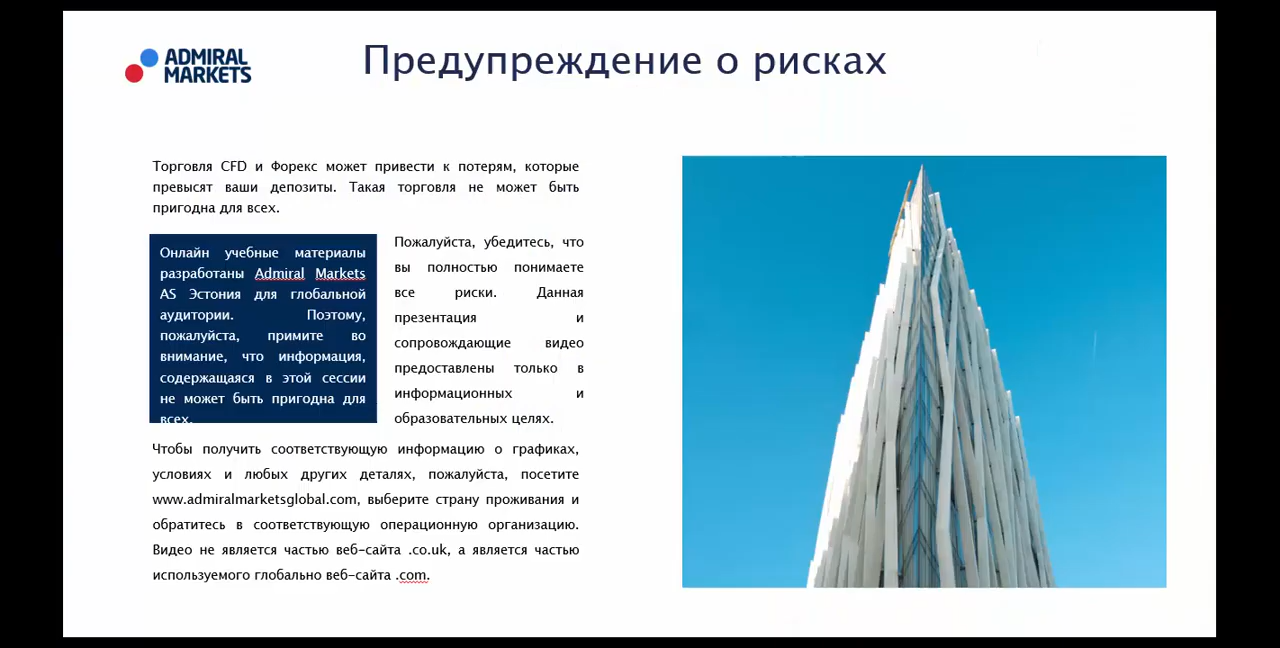 ADMIRAL
MARKETS
Предупреждение о рисках
Торговля CFD и Форекс может привести к потерям, которые
превысят ваши депозиты. Такая торговля не может быть
пригодна для всех.
Онлайн учебные материалы
разработаны Admiral Markets
AS Эстония для глобальной
аудитории. Поэтому,
пожалуйста, примите во
внимание, что информация,
содержащаяся в этой сессии
не может быть пригодна для
всех.
Пожалуйста, убедитесь, что
вы полностью понимаете
все риски. Данная
презентация и
сопровождающие видео
предоставлены только в
информационных и
образовательных целях.
Чтобы получить соответствующую информацию о графиках,
условиях и любых других деталях, пожалуйста, посетите
www.admiralmarketsglobal.com, выберите страну проживания и
обратитесь в соответствующую операционную организацию.
Видео не является частью веб-сайта .co.uk, а является частью
используемого глобально веб-сайта .com.